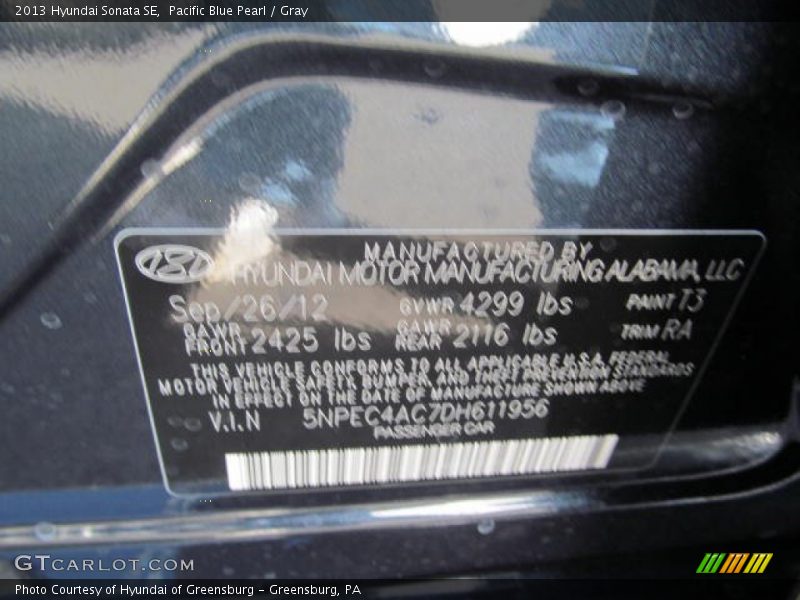 2013 Hyundai Sonata SE, Pacific Blue Pearl / Gray
MANUFACTURED BY
HYUNDAI MOTOR MANUFACTURING ALABAMA, LLC
Sep/26/12 GVWR 4299 lbs PAINT T3
GAWR FRONT 2425 lbs GAWR REAR 2116 lbs TRIM RA
THIS VEHICLE CONFORMS TO ALL APPLICABLE U.S.A. FEDERAL
MOTOR VEHICLE SAFETY, BUMPER, AND THEFT PREVENTION STANDARDS
IN EFFECT ON THE DATE OF MANUFACTURE SHOWN ABOVE
V.I.N 5NPEC4AC7DH611956
PASSENGER CAR
GTCARLOT.COM
Photo Courtesy of Hyundai of Greensburg - Greensburg, PA